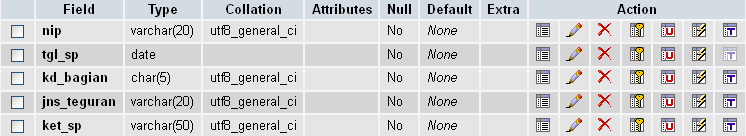 Field Type Collation Attributes Null Default Extra Action
nip varchar(20) utf8_general_ci No None
tgl_sp date No None
kd_bagian char(5) utf8_general_ci No None
jns_teguran varchar(20) utf8_general_ci No None
ket_sp varchar(50) utf8_general_ci No None